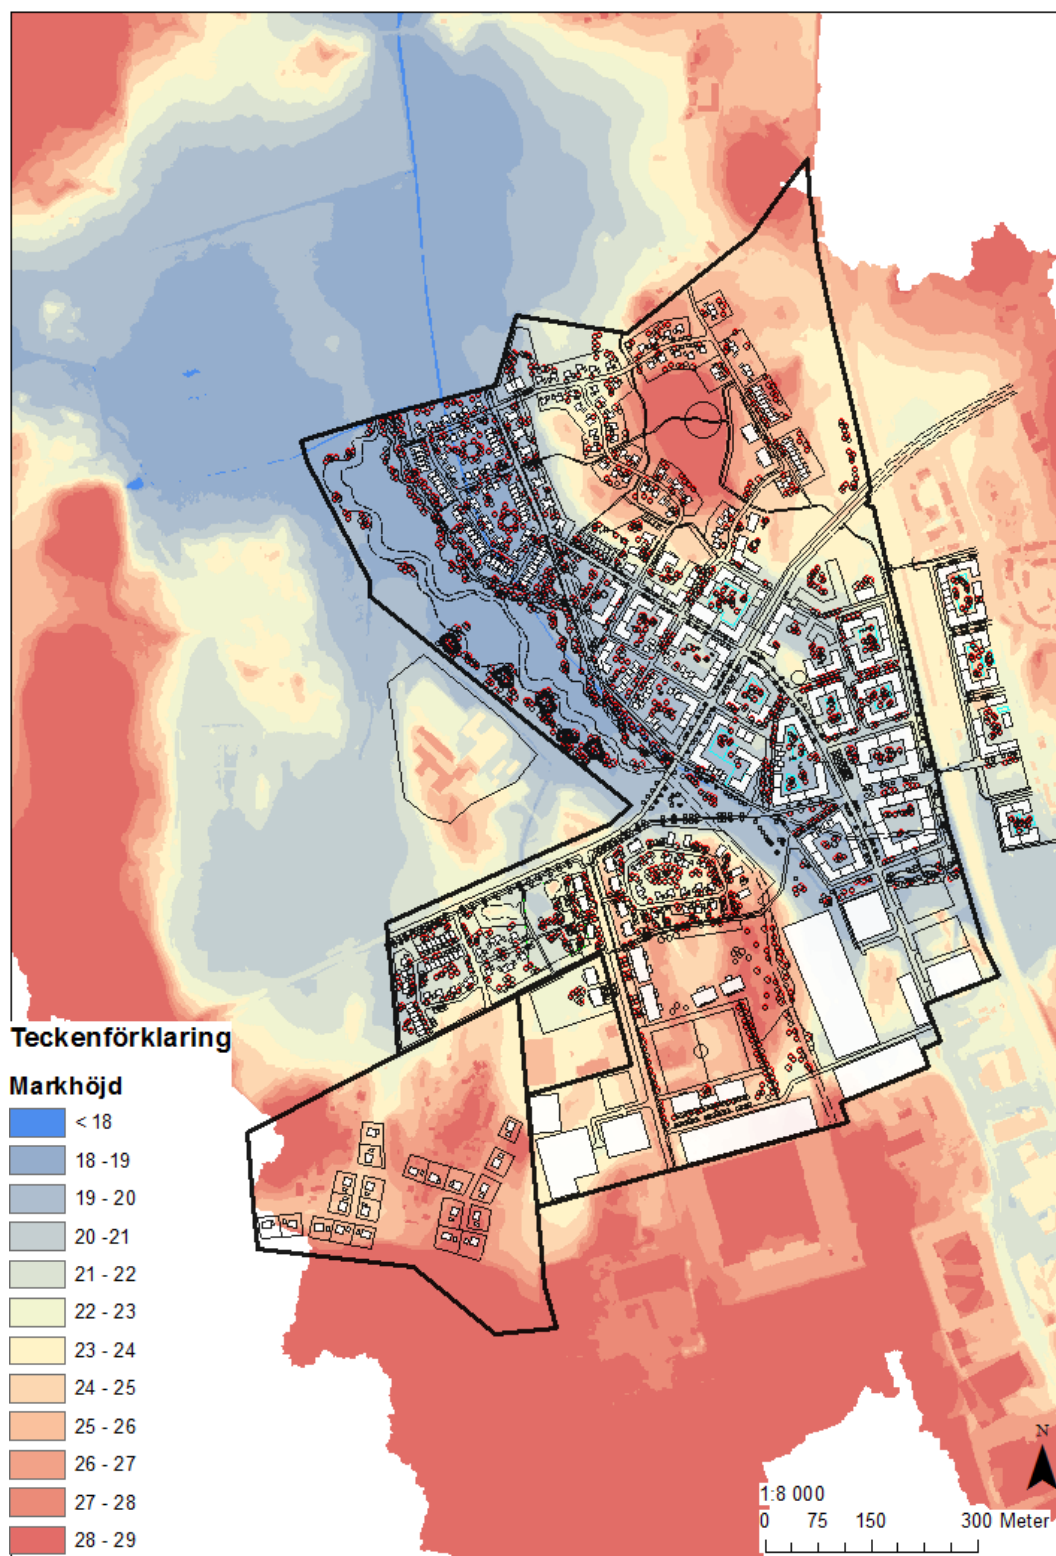 Teckenförklaring
Markhöjd
< 18
18 -19
19 - 20
20 -21
21 - 22
22 - 23
23 - 24
24 - 25
25 - 26
26 - 27
27 - 28
28 - 29
N
1:8 000
0 75 150 300 Meter